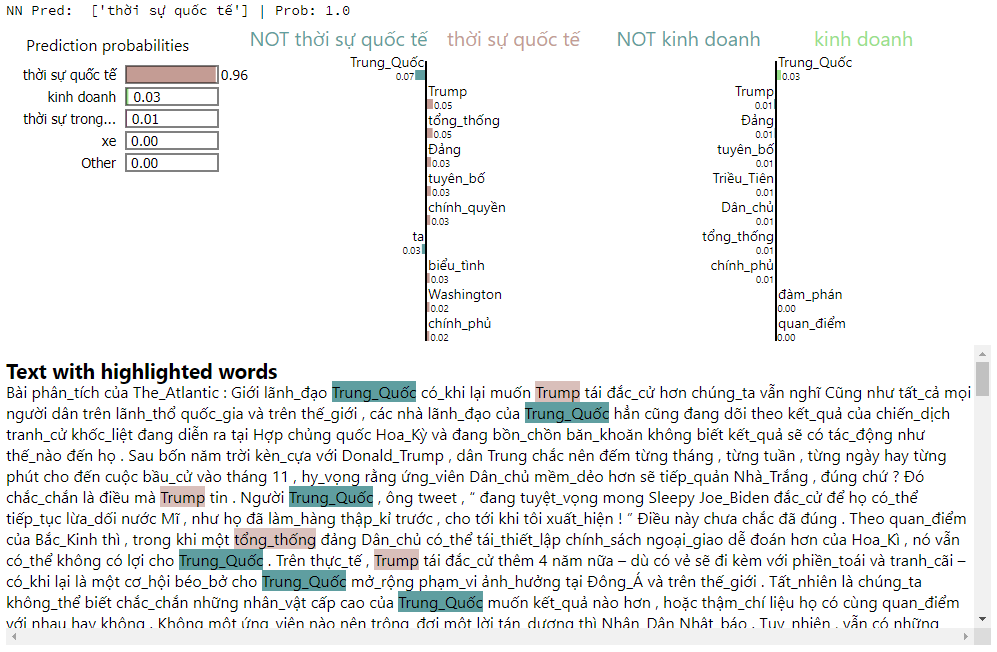 NN Pred: ['thời sự quốc tế'] | Prob: 1.0
Prediction probabilities
thời sự quốc tế 0.96
kinh doanh 0.03
thời sự trong... 0.01
xe 0.00
Other 0.00
NOT thời sự quốc tế thời sự quốc tế
Trung_Quốc
0.07
Trump
0.05
tổng_thống
0.05
Đảng
0.03
tuyên_bố
0.03
chính_quyền
0.03
ta
0.03
biểu_tình
0.03
Washington
0.02
chính_phủ
0.02
NOT kinh doanh kinh doanh
Trung_Quốc
0.03
Trump
0.01
Đảng
0.01
tuyên_bố
0.01
Triều_Tiên
0.01
Dân_chủ
0.01
tổng_thống
0.01
chính_phủ
0.01
đàm_phán
0.00
quan_điểm
0.00
Text with highlighted words
Bài phân_tích của The_Atlantic : Giới lãnh_đạo Trung_Quốc có_khi lại muốn Trump tái đắc_cử hơn chúng_ta vẫn nghĩ Cũng như tất_cả mọi
người dân trên lãnh_thổ quốc_gia và trên thế_giới , các nhà lãnh_đạo của Trung_Quốc hẳn cũng đang dõi theo kết_quả của chiến_dịch
tranh_cử khốc_liệt đang diễn ra tại Hợp chủng quốc Hoa_Kỳ và đang bồn_chồn băn_khoăn không biết kết_quả sẽ có tác_động như
thế_nào đến họ . Sau bốn năm trời kèn_cựa với Donald_Trump , dân Trung chắc nên đếm từng tháng , từng tuần , từng ngày hay từng
phút cho đến cuộc bầu_cử vào tháng 11 , hy_vọng rằng ứng_viên Dân_chủ mềm_dẻo hơn sẽ tiếp_quản Nhà_Trắng , đúng chứ ? Đó
chắc_chắn là điều mà Trump tin . Người Trung_Quốc , ông tweet , “ đang tuyệt_vọng mong Sleepy Joe_Biden đắc_cử để họ có_thể
tiếp_tục lừa_dối nước Mĩ , như họ đã làm_hàng thập_kỉ trước , cho tới khi tôi xuất_hiện ! ” Điều này chưa chắc đã đúng . Theo quan_điểm
của Bắc_Kinh thì , trong khi một tổng_thống đảng Dân_chủ có_thể tái_thiết_lập chính_sách ngoại_giao dễ đoán hơn của Hoa_Kì , nó vẫn
có_thể không có lợi cho Trung_Quốc . Trên thực_tế , Trump tái đắc_cử thêm 4 năm nữa – dù có vẻ sẽ đi kèm với phiền_toái và tranh_cãi –
có_khi lại là một cơ_hội béo_bở cho Trung_Quốc mở_rộng phạm_vi ảnh_hưởng tại Đông_Á và trên thế_giới . Tất_nhiên là chúng_ta
không_thể biết chắc_chắn những nhân_vật cấp cao của Trung_Quốc muốn kết_quả nào hơn , hoặc thậm_chí liệu họ có cùng quan_điểm
với nhau hay không . Không một ứng_viên nào nên trông_đợi một lời tán_dương thì Nhân_Dân Nhật_báo . Tuy_nhiên , vẫn có những